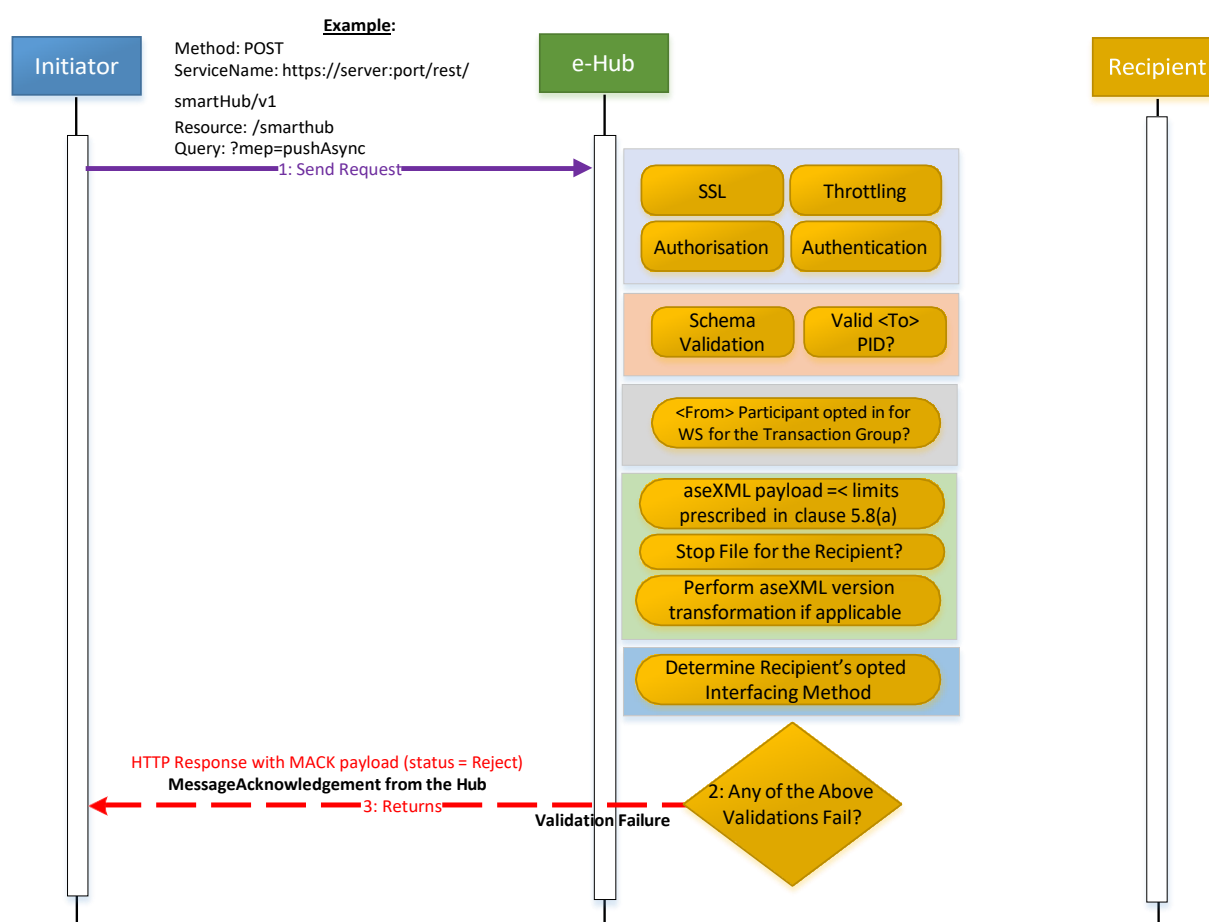 Example:
Initiator
Method: POST
ServiceName: https://server:port/rest/
smartHub/v1
Resource: /smarthub
Query: ?mep=pushAsync
1: Send Request
e-Hub
Recipient
SSL
Throttling
Authorisation
Authentication
Schema
Validation
Valid <To>
PID?
<From> Participant opted in for
WS for the Transaction Group?
aseXML payload =< limits
prescribed in clause 5.8(a)
Stop File for the Recipient?
Perform aseXML version
transformation if applicable
Determine Recipient’s opted
Interfacing Method
2: Any of the Above
Validations Fail?
HTTP Response with MACK payload (status = Reject)
MessageAcknowledgement from the Hub
3: Returns
Validation Failure